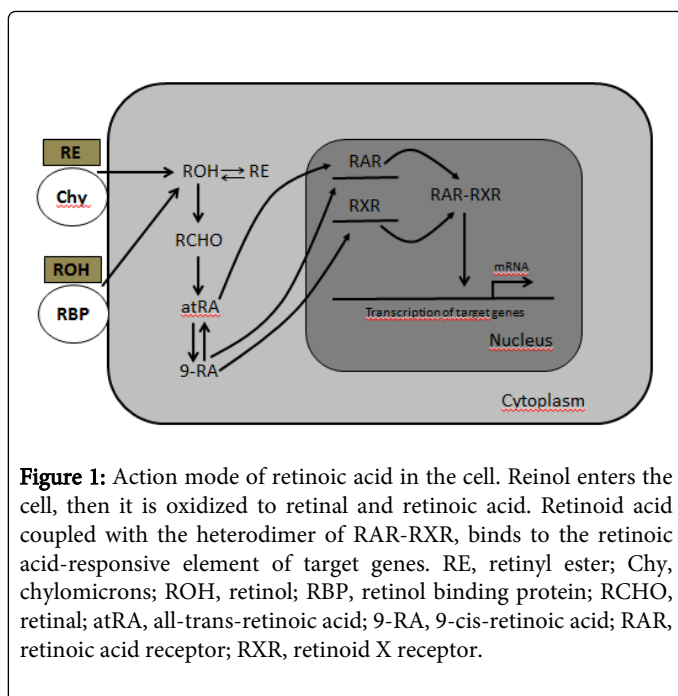 RE
Chy
ROH
RBP
ROH RE
RCHO
atRA
9-RA
RAR
RXR
RAR-RXR
mRNA
Transcription of target genes
Nucleus
Cytoplasm
Figure 1: Action mode of retinoic acid in the cell. Reinol enters the
cell, then it is oxidized to retinal and retinoic acid. Retinoid acid
coupled with the heterodimer of RAR-RXR, binds to the retinoic
acid-responsive element of target genes. RE, retinyl ester; Chy,
chylomicrons; ROH, retinol; RBP, retinol binding protein; RCHO,
retinal; atRA, all-trans-retinoic acid; 9-RA, 9-cis-retinoic acid; RAR,
retinoic acid receptor; RXR, retinoid X receptor.